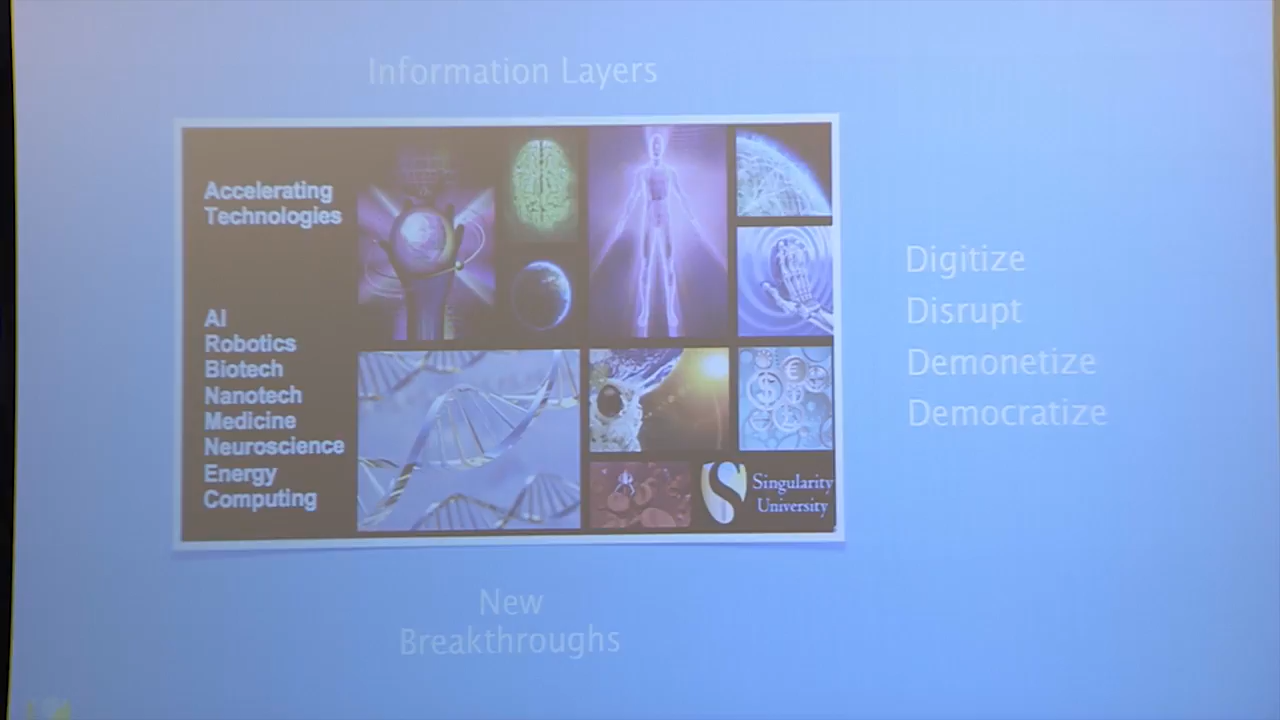 Information Layers
Accelerating
Technologies
AI
Robotics
Biotech
Nanotech
Medicine
Neuroscience
Energy
Computing
Singularity
University
Digitize
Disrupt
Demonetize
Democratize
New
Breakthroughs